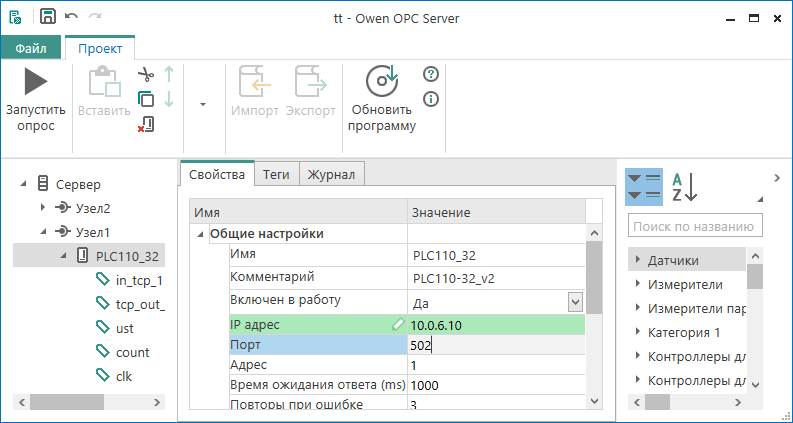 tt - Owen OPC Server
Файл
Проект
Запустить опрос
Вставить
Импорт
Экспорт
Обновить программу
Сервер
Узел2
Узел1
PLC110_32
in_tcp_1
tcp_out_
ust
count
clk
Свойства
Теги
Журнал
Имя Значение
Общие настройки
Имя PLC110_32
Комментарий PLC110-32_v2
Включен в работу Да
IP адрес 10.0.6.10
Порт 502
Адрес 1
Время ожидания ответа (ms) 1000
Повторы при ошибке 3
A
Z
Поиск по названию
Датчики
Измерители
Измерители пар
Категория 1
Контроллеры дл
Контроллеры дл